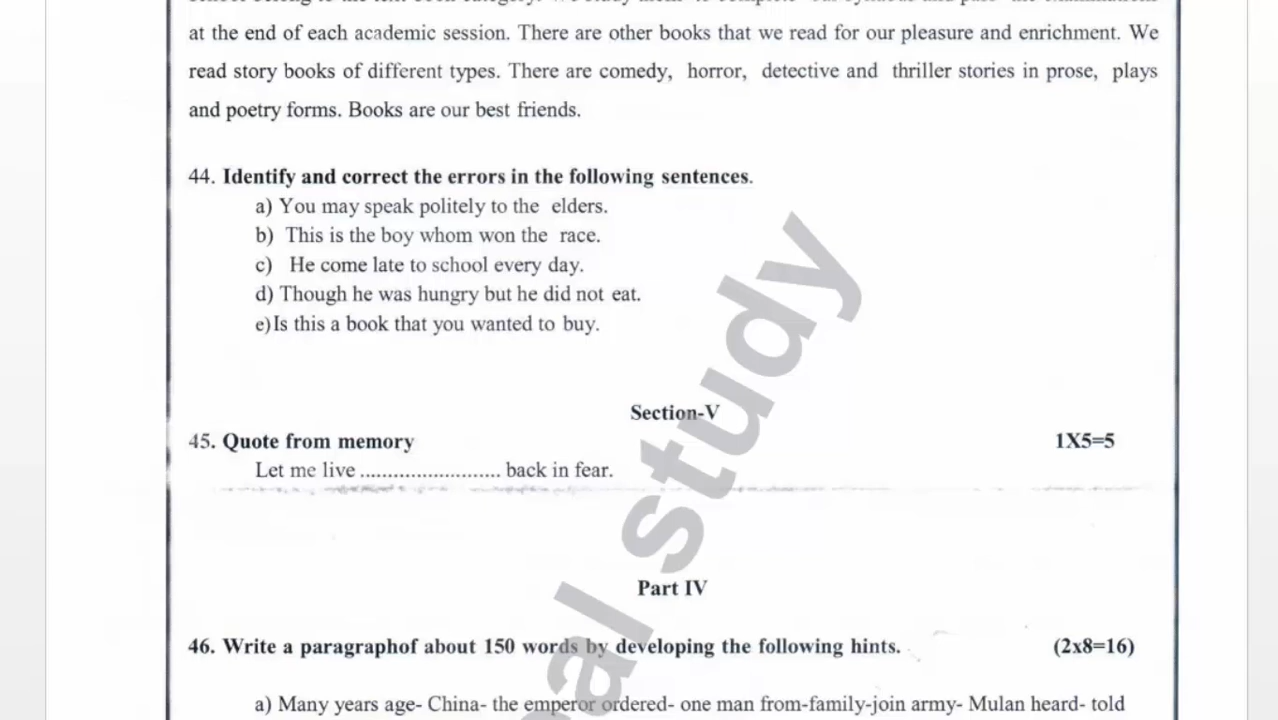 at the end of each academic session. There are other books that we read for our pleasure and enrichment. We
read story books of different types. There are comedy, horror, detective and thriller stories in prose, plays
and poetry forms. Books are our best friends.
44. Identify and correct the errors in the following sentences.
a) You may speak politely to the elders.
b) This is the boy whom won the race.
c) He come late to school every day.
d) Though he was hungry but he did not eat.
e)Is this a book that you wanted to buy.
Section-V
45. Quote from memory 1X5=5
Let me live ......................... back in fear.
Part IV
46. Write a paragraphof about 150 words by developing the following hints. (2x8=16)
a) Many years age- China- the emperor ordered- one man from-family-join army- Mulan heard- told
study